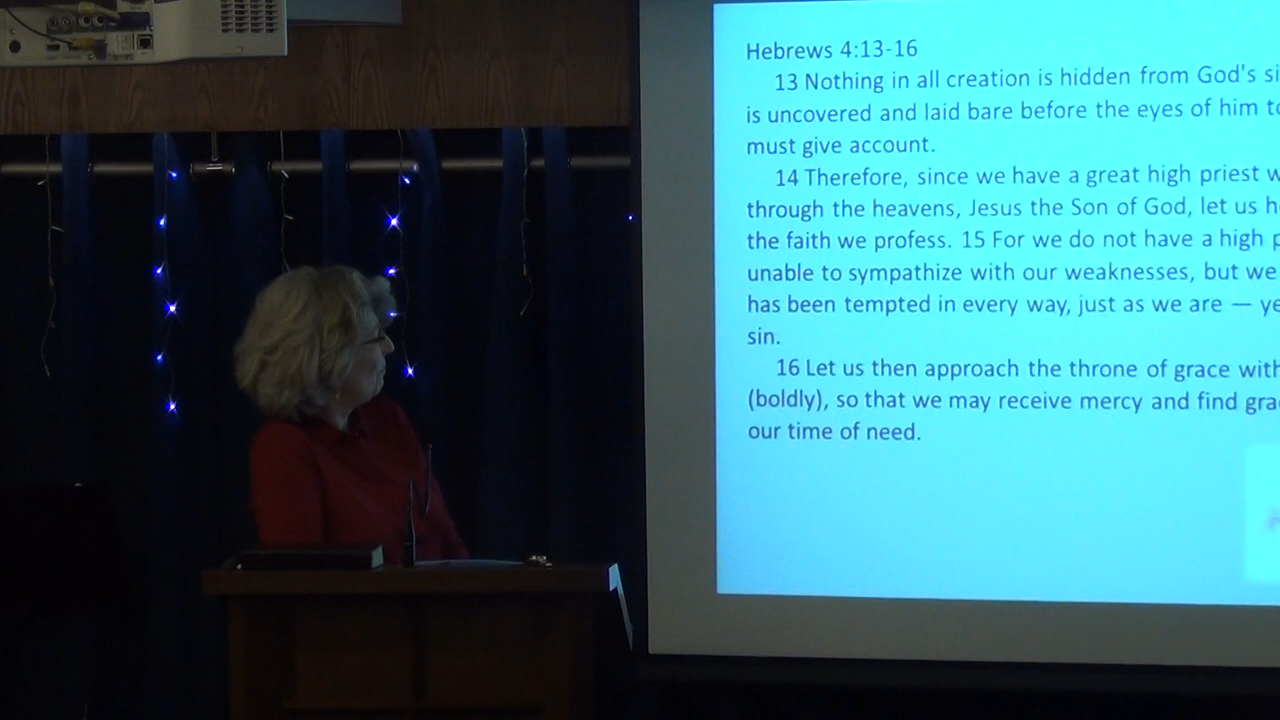 Hebrews 4:13-16
13 Nothing in all creation is hidden from God's si
is uncovered and laid bare before the eyes of him to
must give account.
14 Therefore, since we have a great high priest w
through the heavens, Jesus the Son of God, let us h
the faith we profess. 15 For we do not have a high p
unable to sympathize with our weaknesses, but we
has been tempted in every way, just as we are — ye
sin.
16 Let us then approach the throne of grace with
(boldly), so that we may receive mercy and find gra
our time of need.